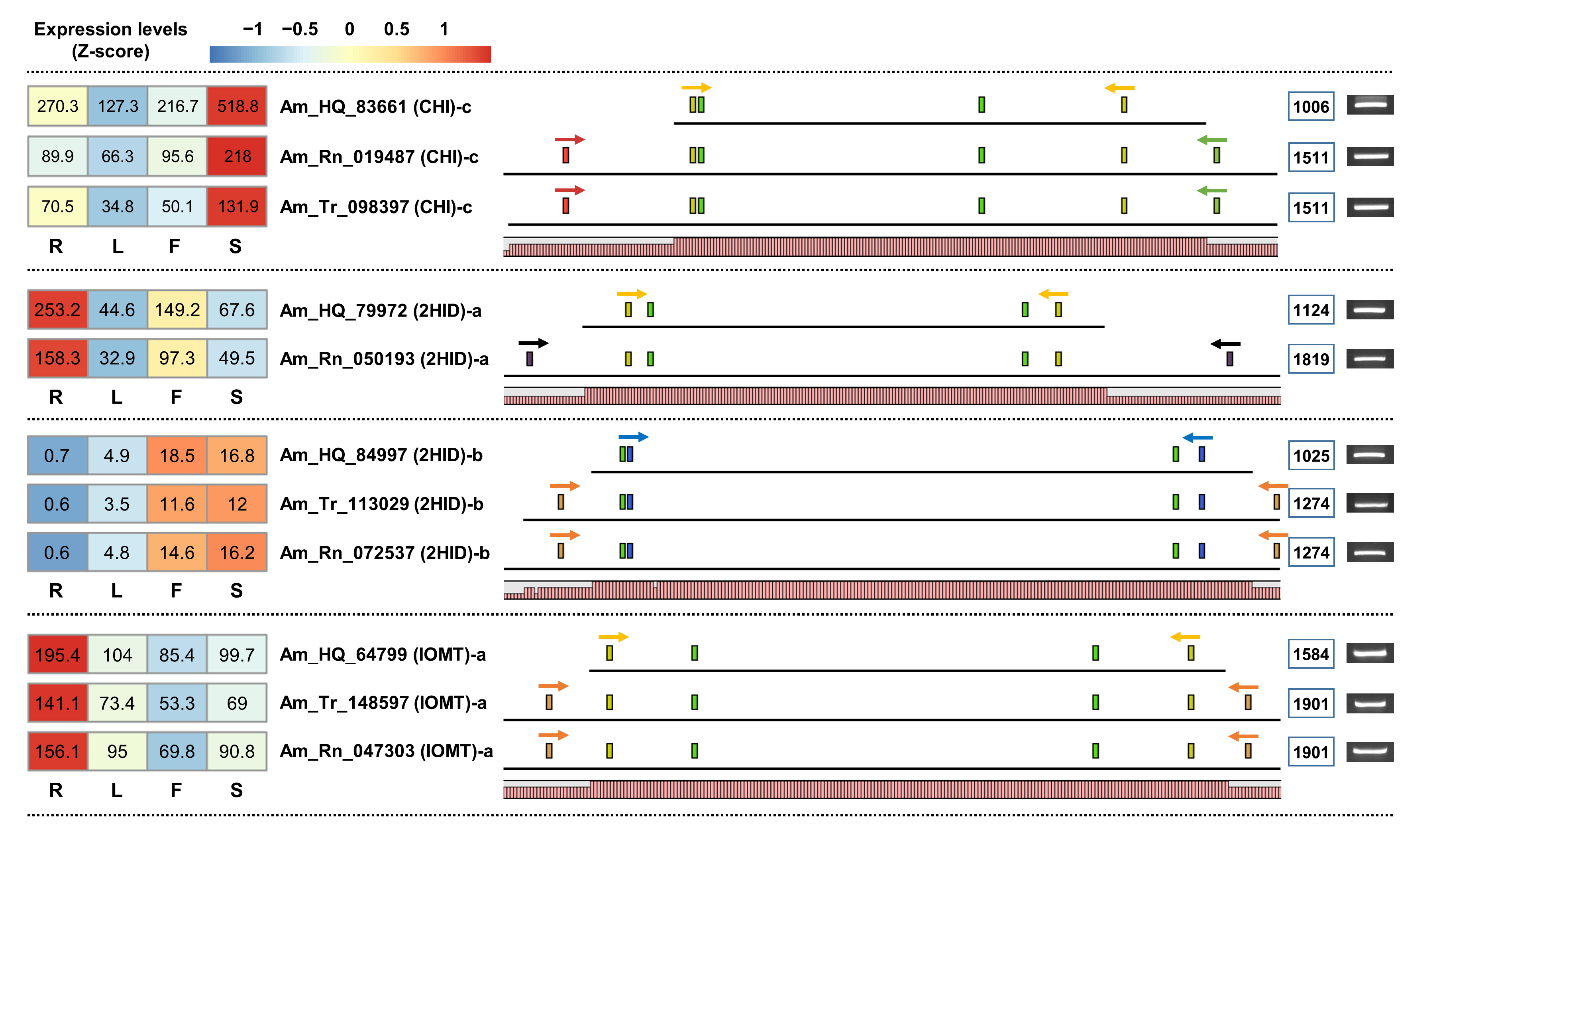 Expression levels
(Z-score)
−1 −0.5 0 0.5 1
270.3 127.3 216.7 518.8 Am_HQ_83661 (CHI)-c 1006
89.9 66.3 95.6 218 Am_Rn_019487 (CHI)-c 1511
70.5 34.8 50.1 131.9 Am_Tr_098397 (CHI)-c 1511
R L F S
253.2 44.6 149.2 67.6 Am_HQ_79972 (2HID)-a 1124
158.3 32.9 97.3 49.5 Am_Rn_050193 (2HID)-a 1819
R L F S
0.7 4.9 18.5 16.8 Am_HQ_84997 (2HID)-b 1025
0.6 3.5 11.6 12 Am_Tr_113029 (2HID)-b 1274
0.6 4.8 14.6 16.2 Am_Rn_072537 (2HID)-b 1274
R L F S
195.4 104 85.4 99.7 Am_HQ_64799 (IOMT)-a 1584
141.1 73.4 53.3 69 Am_Tr_148597 (IOMT)-a 1901
156.1 95 69.8 90.8 Am_Rn_047303 (IOMT)-a 1901
R L F S